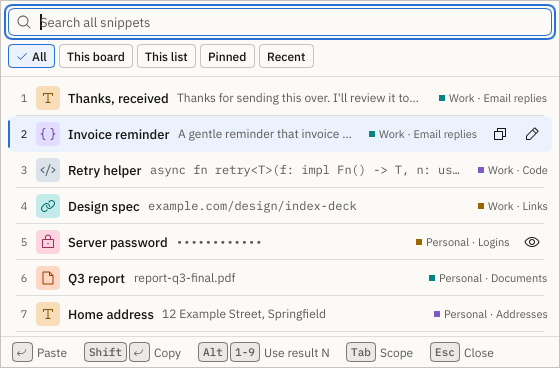 Search all snippets
All This board This list Pinned Recent
1 T Thanks, received Thanks for sending this over. I'll review it to… Work · Email replies
2 { } Invoice reminder A gentle reminder that invoice … Work · Email replies
3 </> Retry helper async fn retry<T>(f: impl Fn() -> T, n: us… Work · Code
4 Design spec example.com/design/index-deck Work · Links
5 Server password •••••••••••• Personal · Logins
6 Q3 report report-q3-final.pdf Personal · Documents
7 T Home address 12 Example Street, Springfield Personal · Addresses
Paste Shift Copy Alt 1-9 Use result N Tab Scope Esc Close